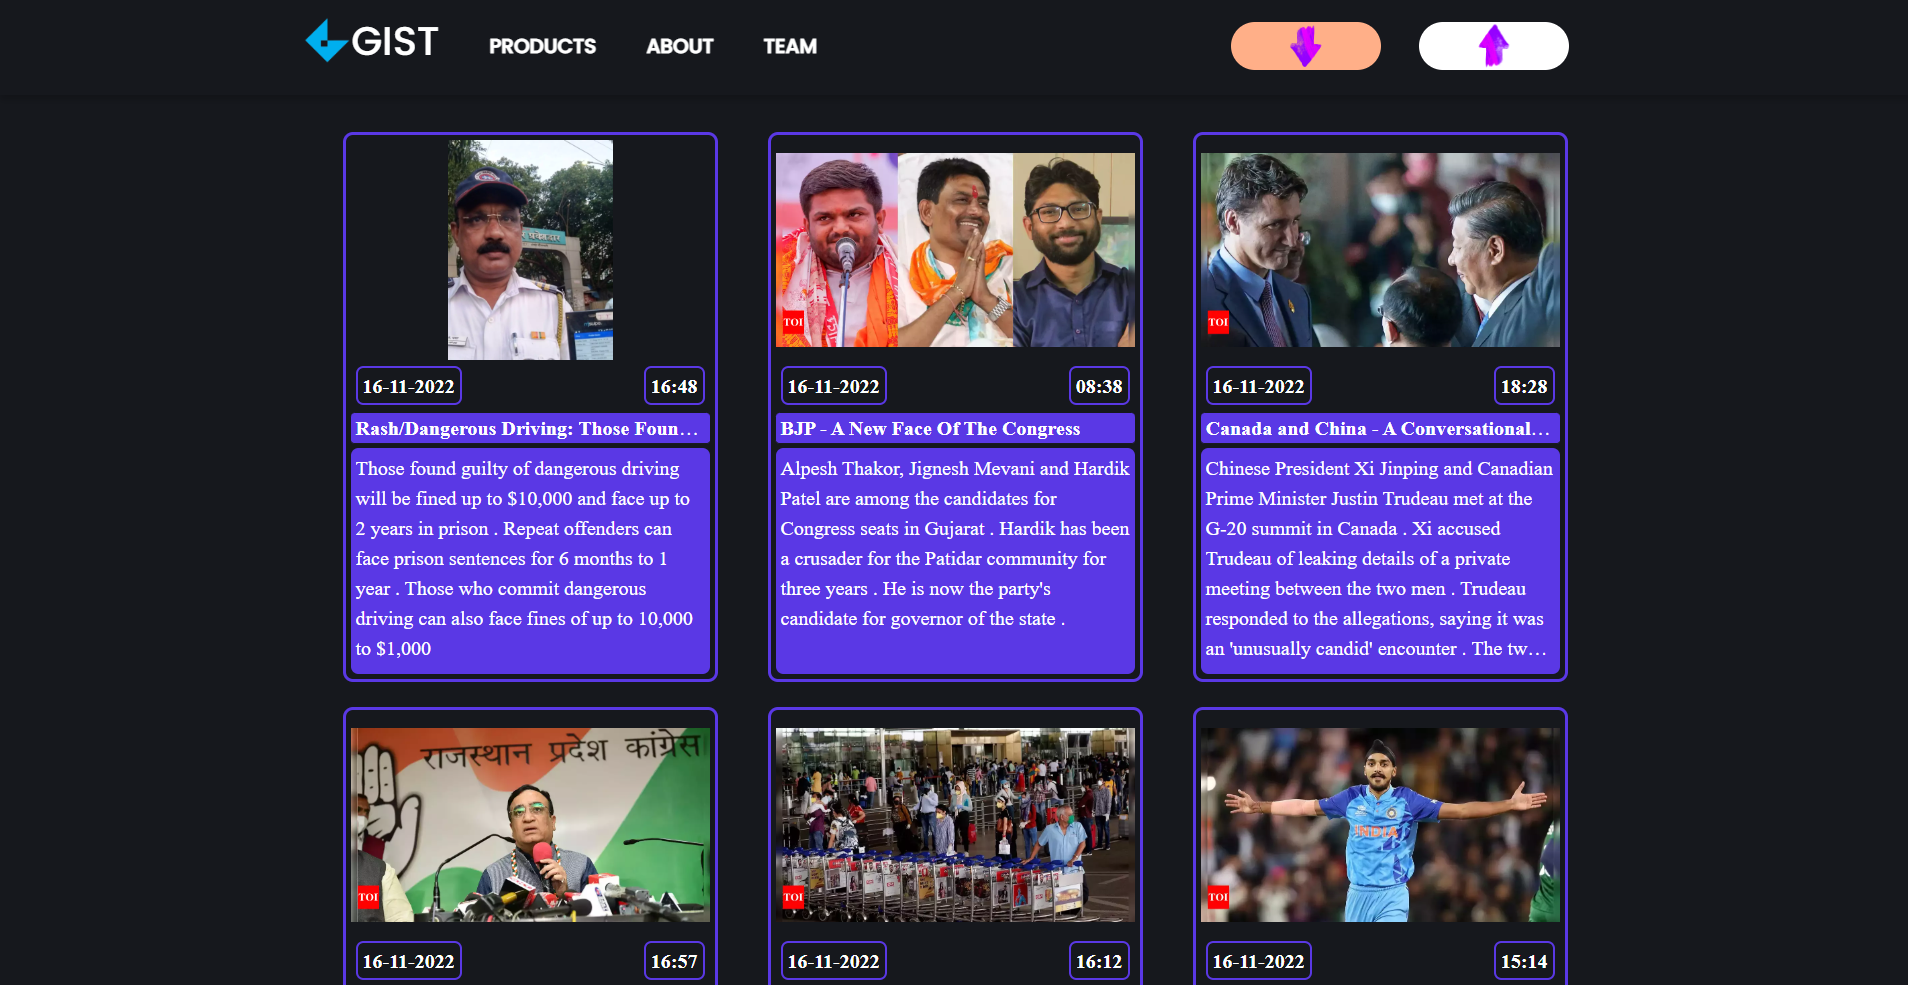 GIST
PRODUCTS
ABOUT
TEAM
TOI
TOI
16-11-2022
16:48
Rash/Dangerous Driving: Those Foun…
Those found guilty of dangerous driving
will be fined up to $10,000 and face up to
2 years in prison . Repeat offenders can
face prison sentences for 6 months to 1
year . Those who commit dangerous
driving can also face fines of up to 10,000
to $1,000
16-11-2022
08:38
BJP - A New Face Of The Congress
Alpesh Thakor, Jignesh Mevani and Hardik
Patel are among the candidates for
Congress seats in Gujarat . Hardik has been
a crusader for the Patidar community for
three years . He is now the party's
candidate for governor of the state .
16-11-2022
18:28
Canada and China - A Conversational…
Chinese President Xi Jinping and Canadian
Prime Minister Justin Trudeau met at the
G-20 summit in Canada . Xi accused
Trudeau of leaking details of a private
meeting between the two men . Trudeau
responded to the allegations, saying it was
an 'unusually candid' encounter . The tw…
राजस्थान प्रदेश कांग्रेस
TOI
TOI
INDIA
TOI
16-11-2022
16:57
16-11-2022
16:12
16-11-2022
15:14